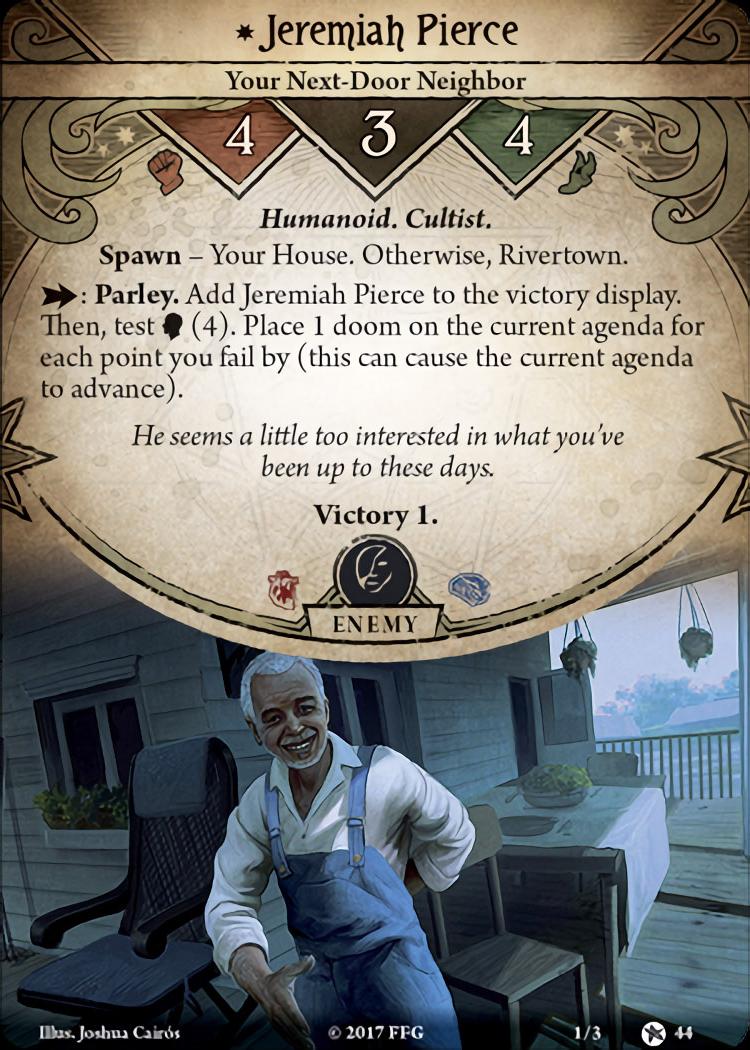 Jeremiah Pierce
Your Next-Door Neighbor
4 3 4
Humanoid. Cultist.
Spawn – Your House. Otherwise, Rivertown.
: Parley. Add Jeremiah Pierce to the victory display.
Then, test (4). Place 1 doom on the current agenda for
each point you fail by (this can cause the current agenda
to advance).
He seems a little too interested in what you've
been up to these days.
Victory 1.
ENEMY
Illus. Joshua Cairós © 2017 FFG 1/3 44